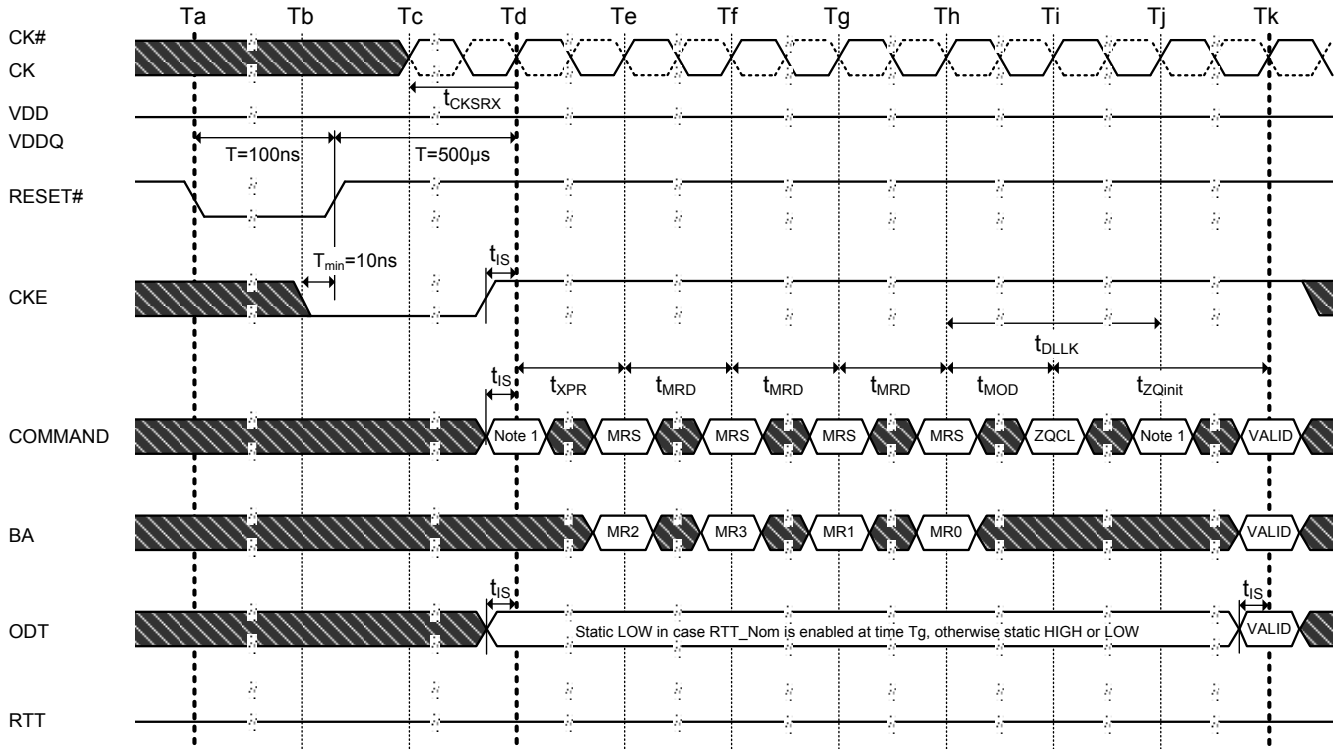 Ta Tb Tc Td Te Tf Tg Th Ti Tj Tk
CK#
CK
tCKSRX
VDD
VDDQ
T=100ns T=500µs
RESET#
Tmin=10ns tIS
CKE
tDLLK
tIS tXPR tMRD tMRD tMRD tMOD tZQinit
COMMAND Note 1 MRS MRS MRS MRS ZQCL Note 1 VALID
BA MR2 MR3 MR1 MR0 VALID
tIS tIS
ODT Static LOW in case RTT_Nom is enabled at time Tg, otherwise static HIGH or LOW VALID
RTT